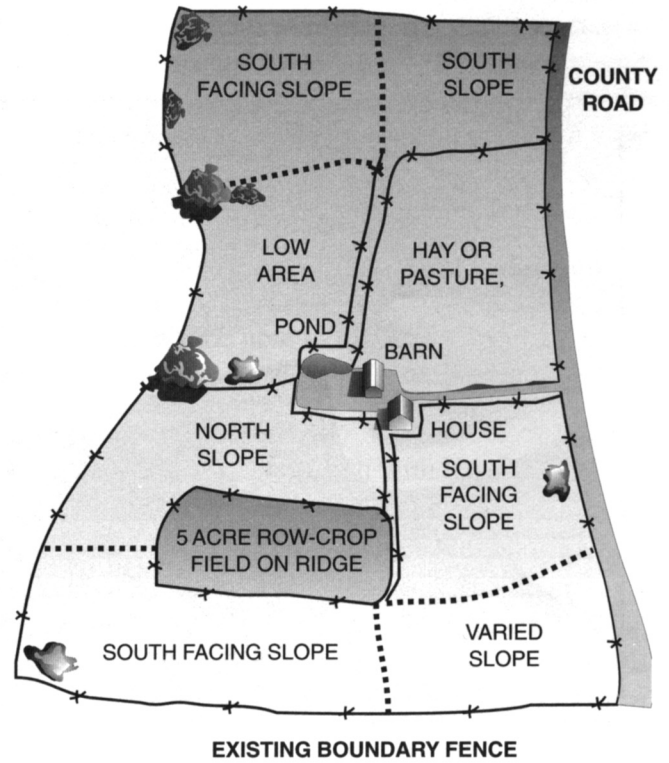 SOUTH
FACING SLOPE
SOUTH
SLOPE
COUNTY
ROAD
LOW
AREA
HAY OR
PASTURE,
POND
BARN
NORTH
SLOPE
HOUSE
SOUTH
FACING
SLOPE
5 ACRE ROW-CROP
FIELD ON RIDGE
SOUTH FACING SLOPE
VARIED
SLOPE
EXISTING BOUNDARY FENCE